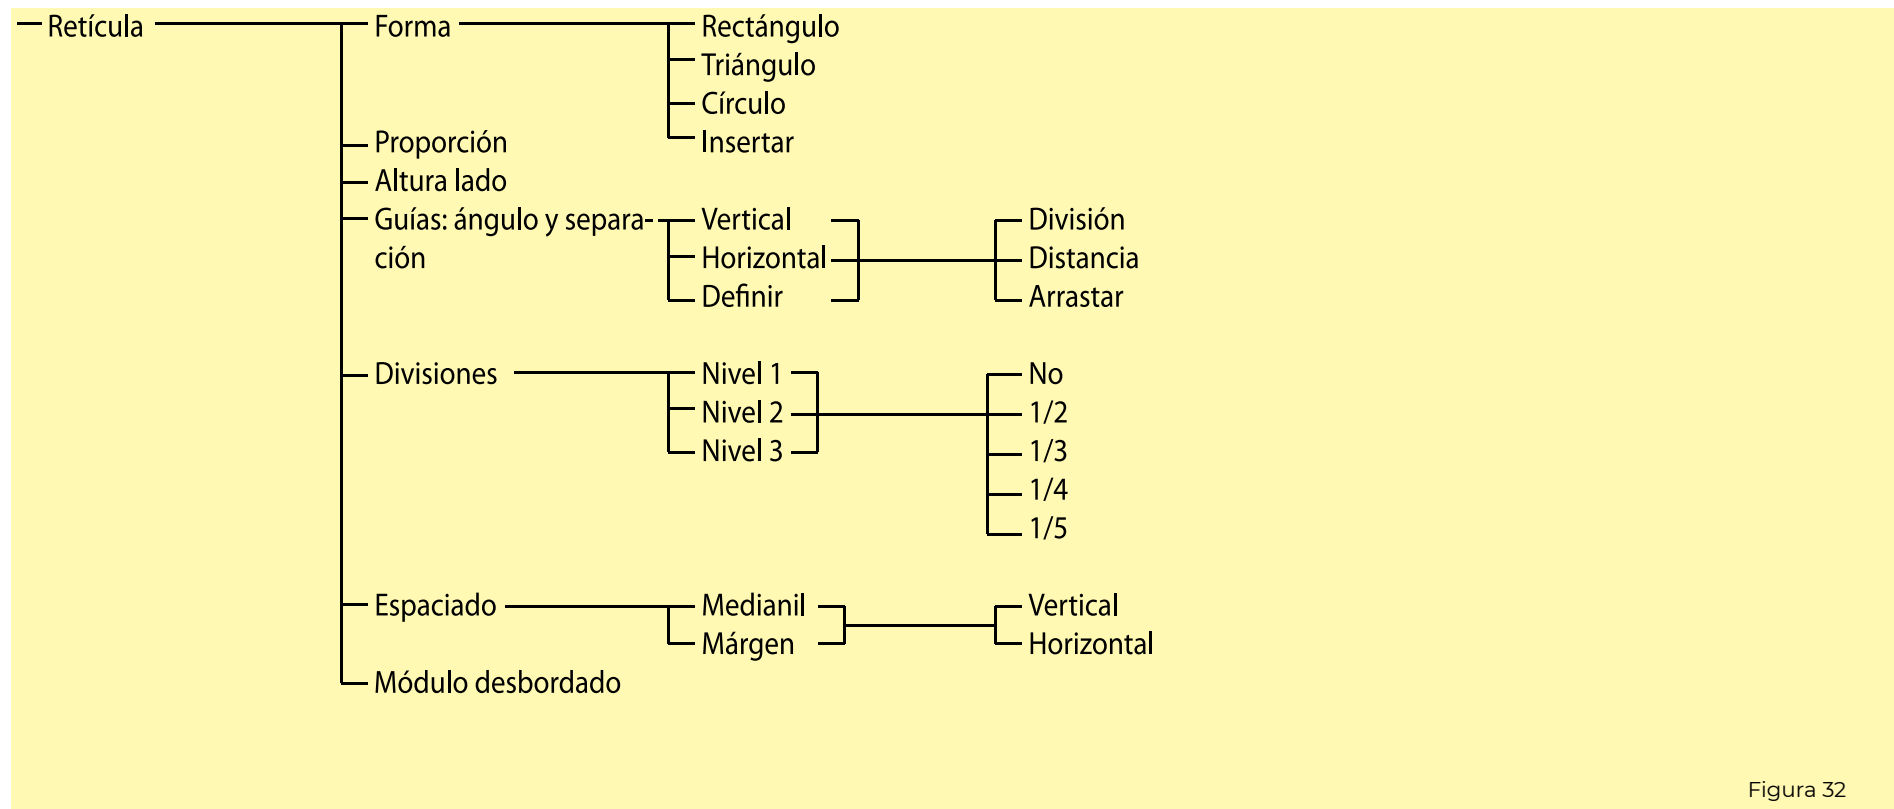 Retícula Forma Rectángulo
Triángulo
Círculo
Proporción Insertar
Altura lado
Guías: ángulo y separa- Vertical División
ción Horizontal Distancia
Definir Arrastar
Divisiones Nivel 1 No
Nivel 2 1/2
Nivel 3 1/3
1/4
1/5
Espaciado Medianil Vertical
Márgen Horizontal
Módulo desbordado
Figura 32